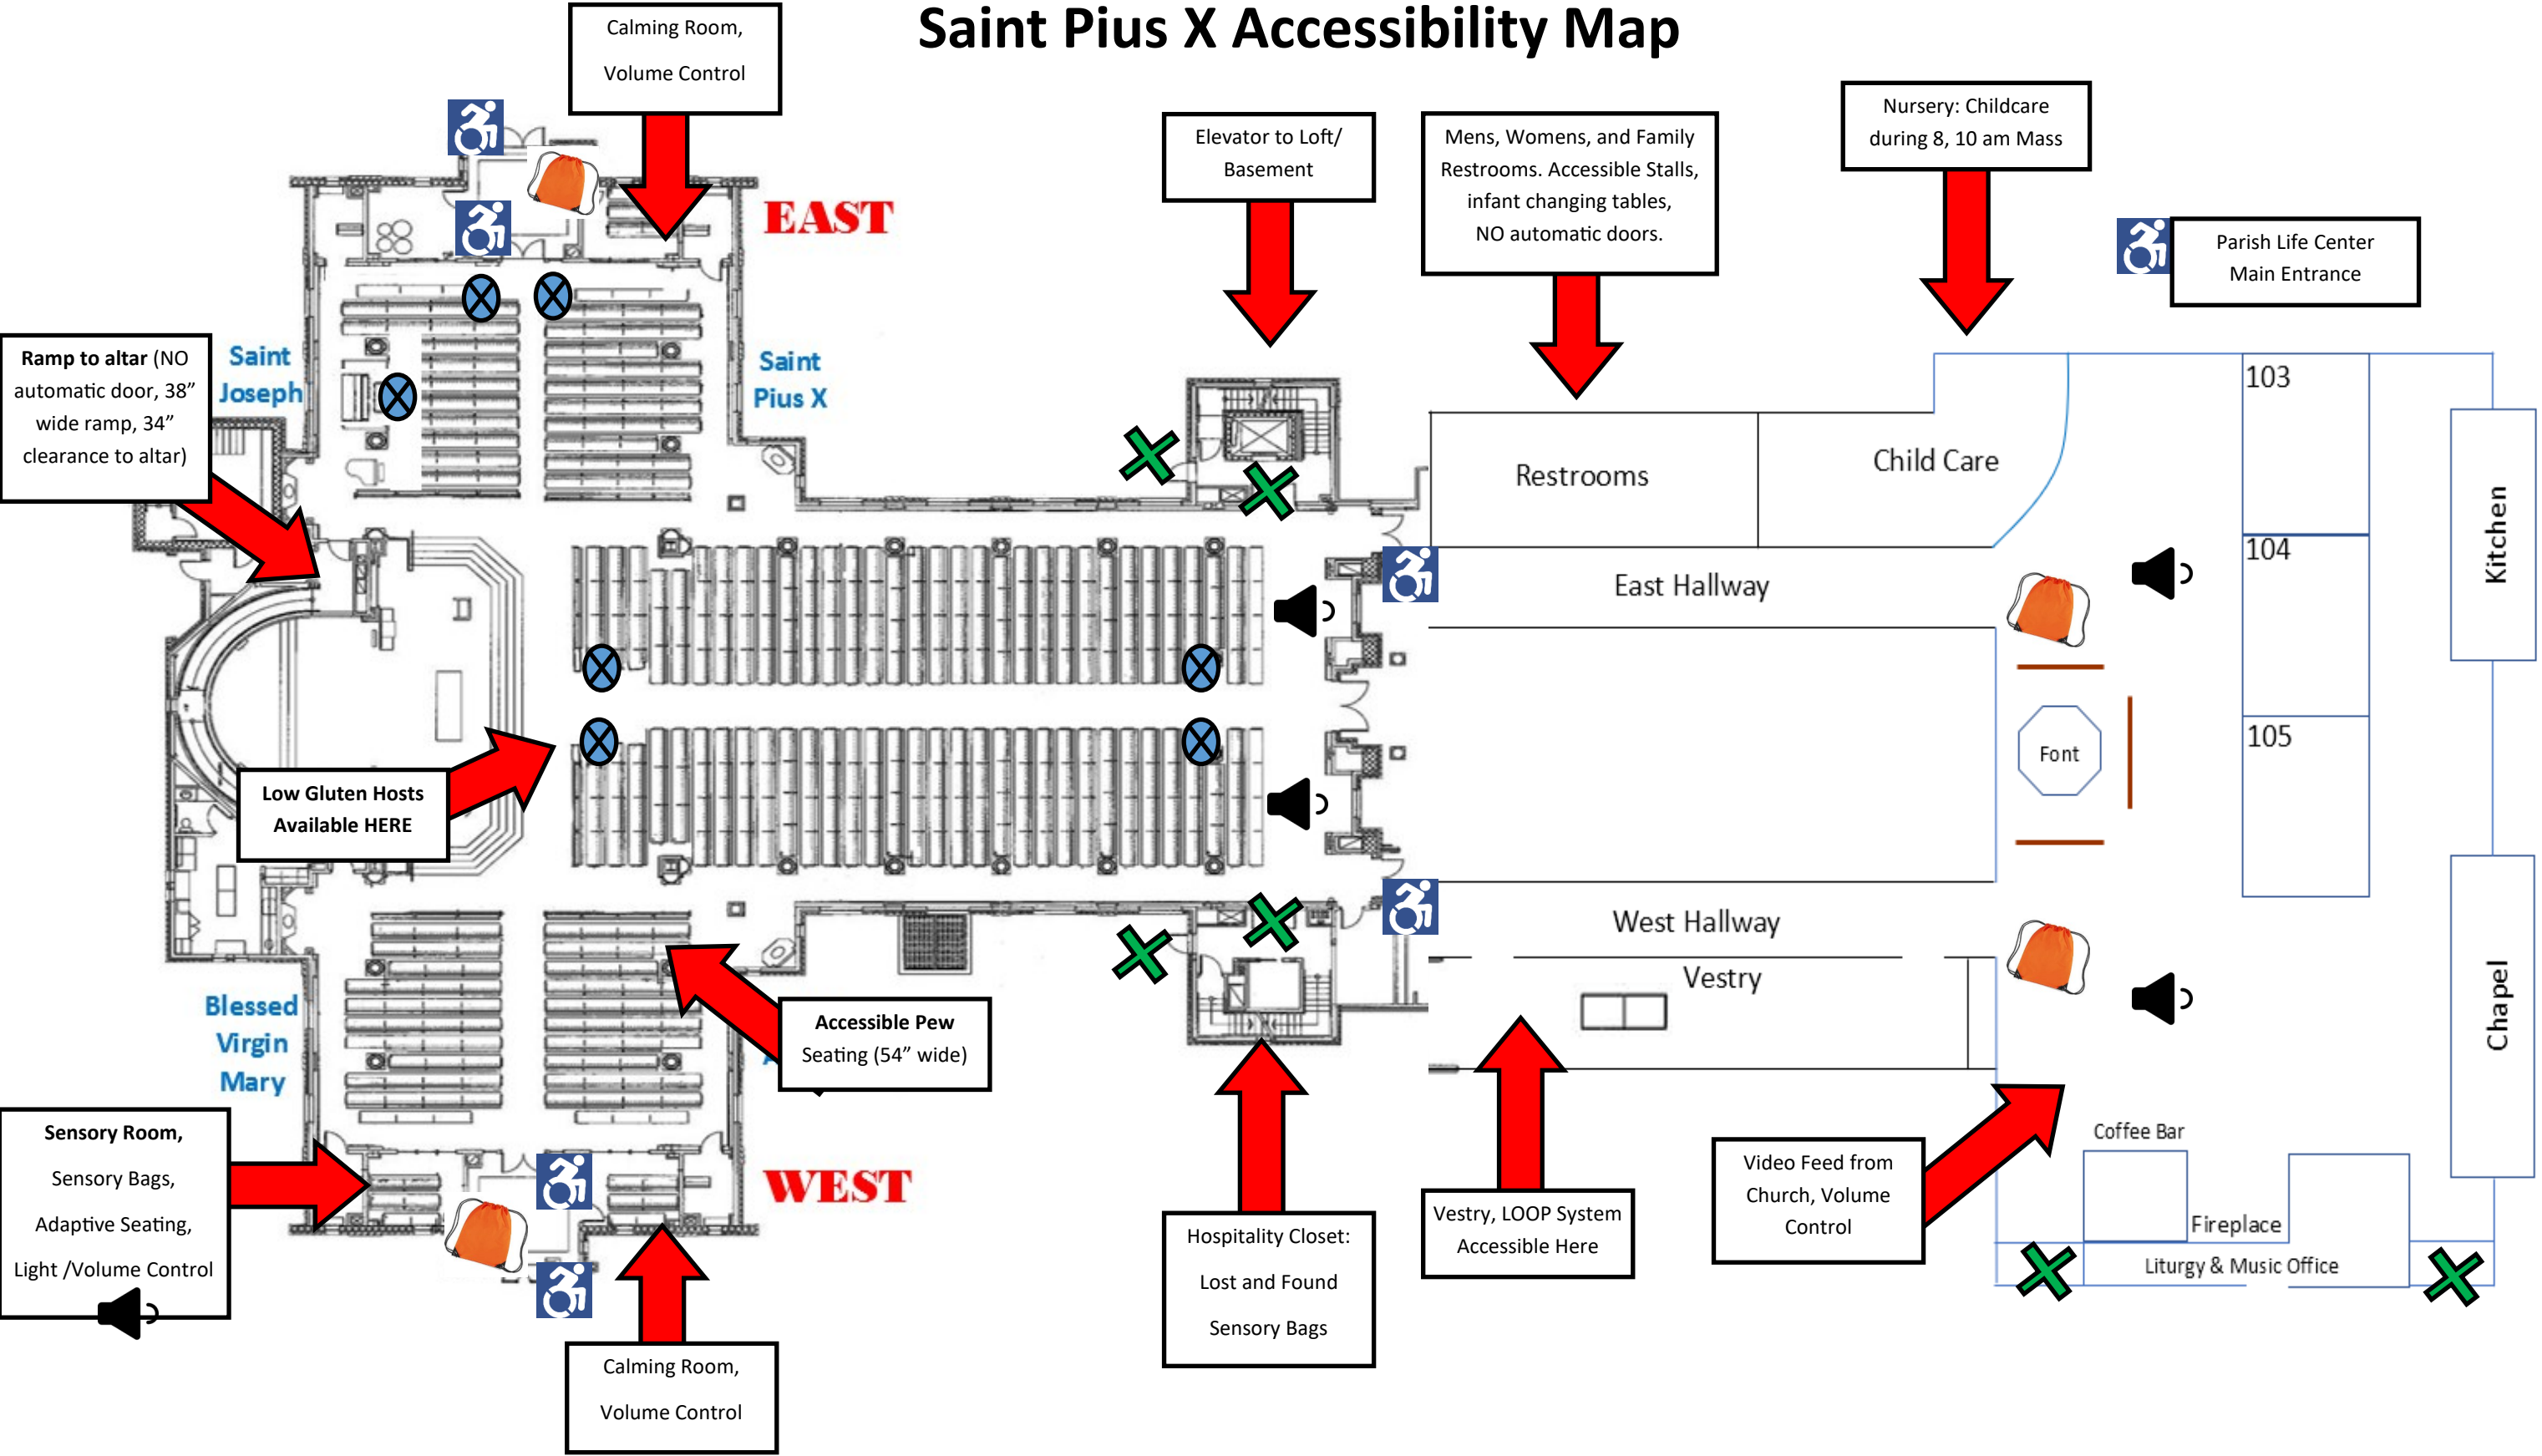 Saint Pius X Accessibility Map
Calming Room,
Volume Control
Elevator to Loft/
Basement
Mens, Womens, and Family
Restrooms. Accessible Stalls,
infant changing tables,
NO automatic doors.
Nursery: Childcare
during 8, 10 am Mass
Parish Life Center
Main Entrance
EAST
Ramp to altar (NO
automatic door, 38”
wide ramp, 34”
clearance to altar)
Saint
Joseph
Saint
Pius X
103
104
105
Restrooms
Child Care
Kitchen
East Hallway
Font
Low Gluten Hosts
Available HERE
West Hallway
Vestry
Chapel
Blessed
Virgin
Mary
Accessible Pew
Seating (54” wide)
Sensory Room,
Sensory Bags,
Adaptive Seating,
Light /Volume Control
WEST
Coffee Bar
Fireplace
Liturgy & Music Office
Video Feed from
Church, Volume
Control
Vestry, LOOP System
Accessible Here
Hospitality Closet:
Lost and Found
Sensory Bags
Calming Room,
Volume Control